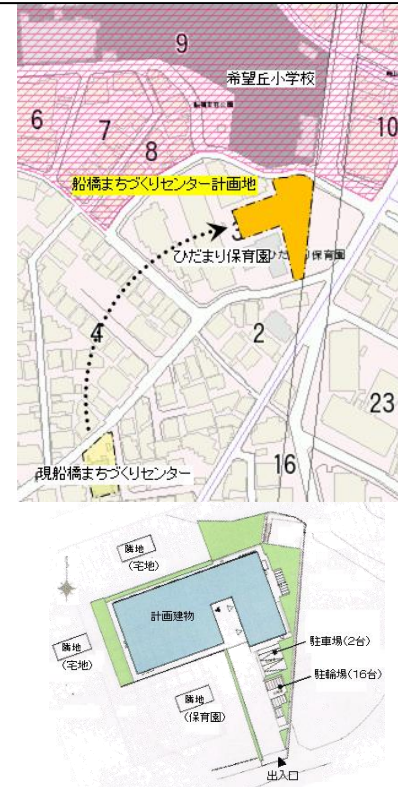 9
希望丘小学校
10
6
7
8
船橋まちづくりセンター計画地
3
ひだまり保育園
ひだまり保育園
4
2
23
現船橋まちづくりセンター
16
隣地
(宅地)
計画建物
隣地
(宅地)
駐車場(2台)
駐輪場(16台)
隣地
(保育園)
出入口